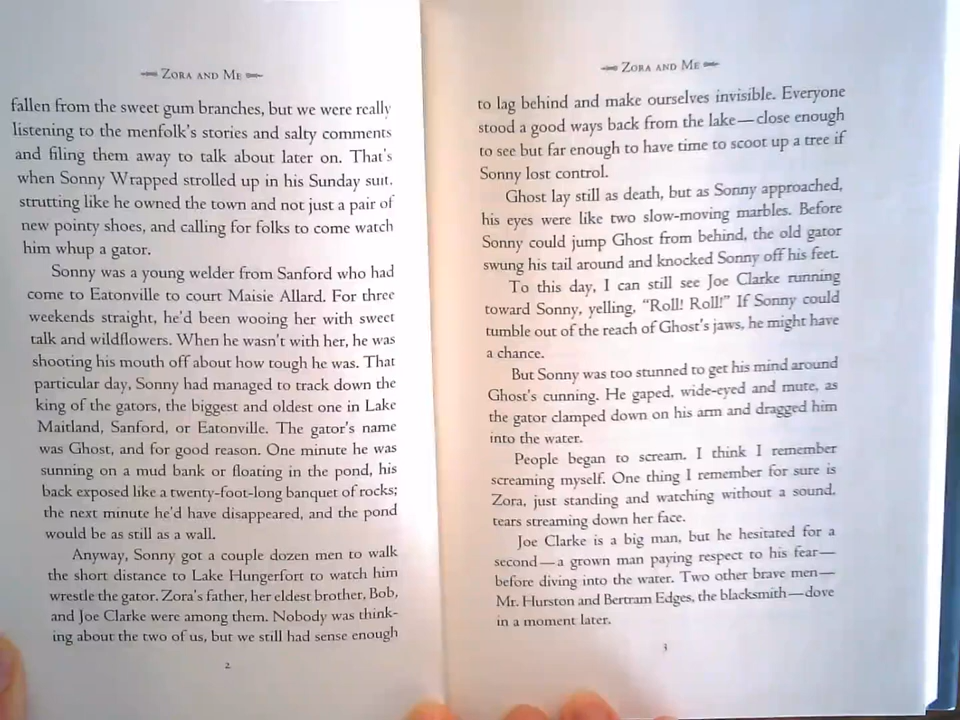 ZORA AND ME
fallen from the sweet gum branches, but we were really
listening to the menfolk's stories and salty comments
and filing them away to talk about later on. That's
when Sonny Wrapped strolled up in his Sunday suit,
strutting like he owned the town and not just a pair of
new pointy shoes, and calling for folks to come watch
him whup a gator.
Sonny was a young welder from Sanford who had
come to Eatonville to court Maisie Allard. For three
weekends straight, he'd been wooing her with sweet
talk and wildflowers. When he wasn't with her, he was
shooting his mouth off about how tough he was. That
particular day, Sonny had managed to track down the
king of the gators, the biggest and oldest one in Lake
Maitland, Sanford, or Eatonville. The gator's name
was Ghost, and for good reason. One minute he was
sunning on a mud bank or floating in the pond, his
back exposed like a twenty-foot-long banquet of rocks;
the next minute he'd have disappeared, and the pond
would be as still as a wall.
Anyway, Sonny got a couple dozen men to walk
the short distance to Lake Hungerfort to watch him
wrestle the gator. Zora's father, her eldest brother, Bob,
and Joe Clarke were among them. Nobody was think-
ing about the two of us, but we still had sense enough
2
ZORA AND ME
to lag behind and make ourselves invisible. Everyone
stood a good ways back from the lake—close enough
to see but far enough to have time to scoot up a tree if
Sonny lost control.
Ghost lay still as death, but as Sonny approached,
his eyes were like two slow-moving marbles. Before
Sonny could jump Ghost from behind, the old gator
swung his tail around and knocked Sonny off his feet.
To this day, I can still see Joe Clarke running
toward Sonny, yelling, "Roll! Roll!" If Sonny could
tumble out of the reach of Ghost's jaws, he might have
a chance.
But Sonny was too stunned to get his mind around
Ghost's cunning. He gaped, wide-eyed and mute, as
the gator clamped down on his arm and dragged him
into the water.
People began to scream. I think I remember
screaming myself. One thing I remember for sure is
Zora, just standing and watching without a sound,
tears streaming down her face.
Joe Clarke is a big man, but he hesitated for a
second—a grown man paying respect to his fear—
before diving into the water. Two other brave men—
Mr. Hurston and Bertram Edges, the blacksmith—dove
in a moment later.
3